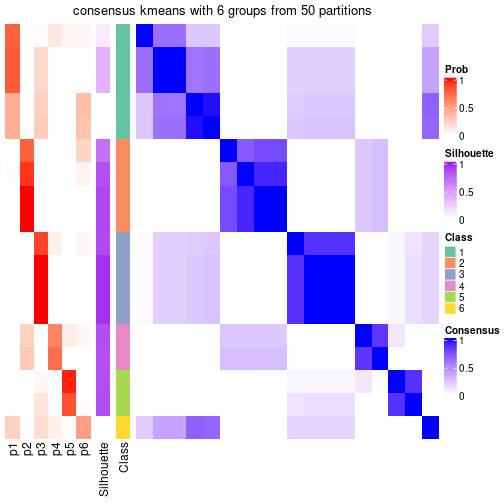 consensus kmeans with 6 groups from 50 partitions
Prob
1
0.5
0
Silhouette
1
0.5
0
Class
1
2
3
4
5
6
Consensus
1
0.5
0
p1
p2
p3
p4
p5
p6
Silhouette
Class